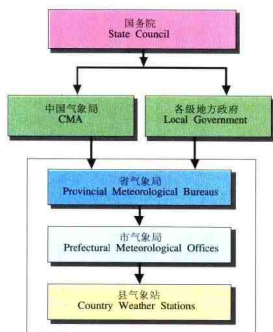 国务院
State Council
中国气象局
CMA
各级地方政府
Local Government
省气象局
Provincial Meteorological Bureaus
市气象局
Prefectural Meteorological Offices
县气象站
Country Weather Stations